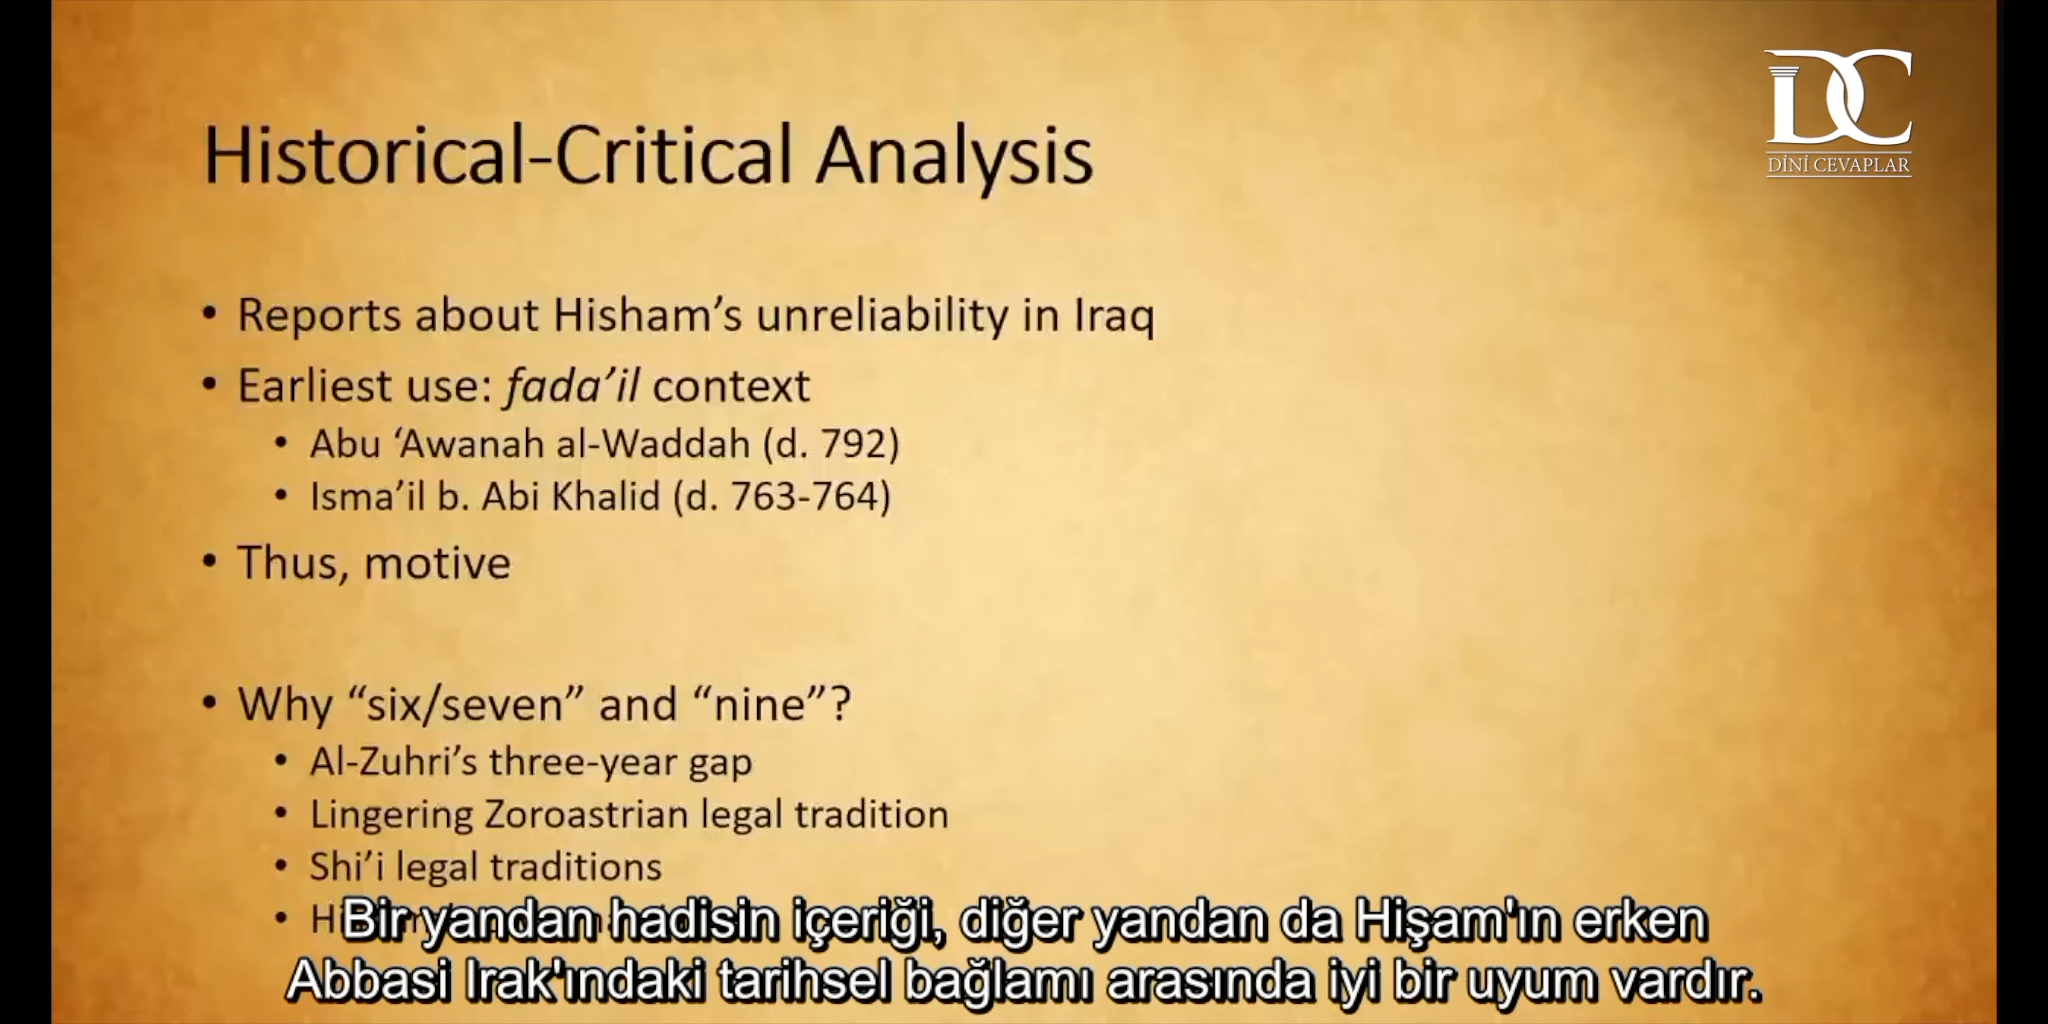 DC
DİNİ CEVAPLAR
Historical-Critical Analysis
• Reports about Hisham’s unreliability in Iraq
• Earliest use: fada’il context
• Abu ‘Awanah al-Waddah (d. 792)
• Isma’il b. Abi Khalid (d. 763-764)
• Thus, motive
• Why “six/seven” and “nine”?
• Al-Zuhri’s three-year gap
• Lingering Zoroastrian legal tradition
• Shi’i legal traditions
Bir yandan hadisin içeriği, diğer yandan da Hişam'ın erken
Abbasi Irak'ındaki tarihsel bağlamı arasında iyi bir uyum vardır.